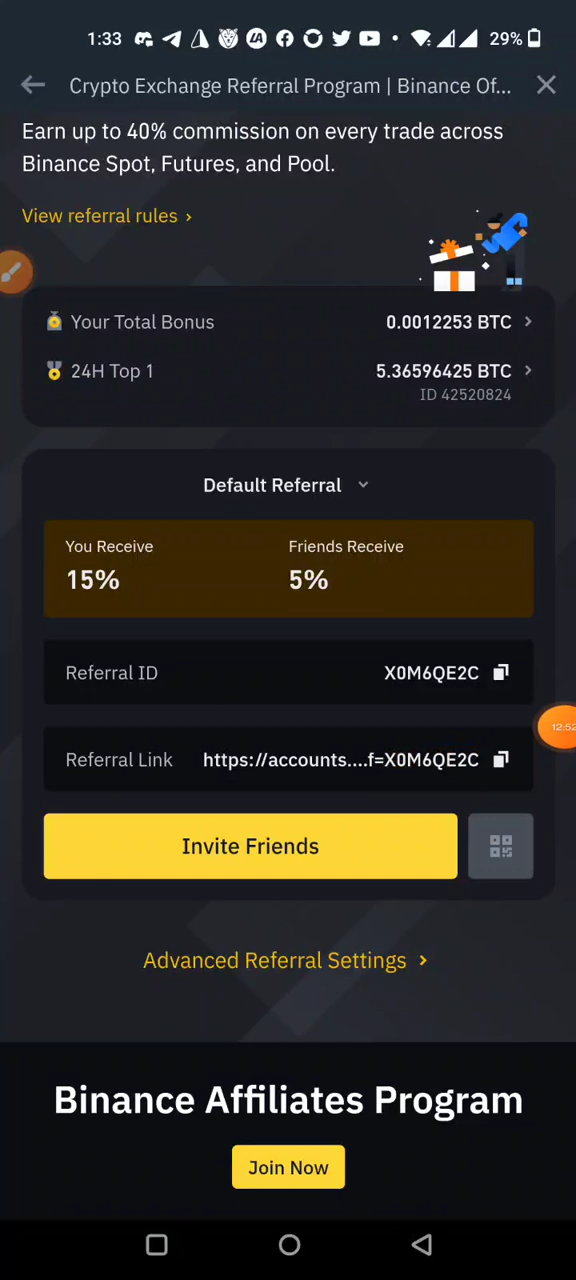 1:33
29%
Crypto Exchange Referral Program | Binance Of...
Earn up to 40% commission on every trade across
Binance Spot, Futures, and Pool.
View referral rules ›
Your Total Bonus 0.0012253 BTC
24H Top 1 5.36596425 BTC
ID 42520824
Default Referral
You Receive Friends Receive
15% 5%
Referral ID X0M6QE2C
12:52
Referral Link https://accounts....f=X0M6QE2C
Invite Friends
Advanced Referral Settings ›
Binance Affiliates Program
Join Now